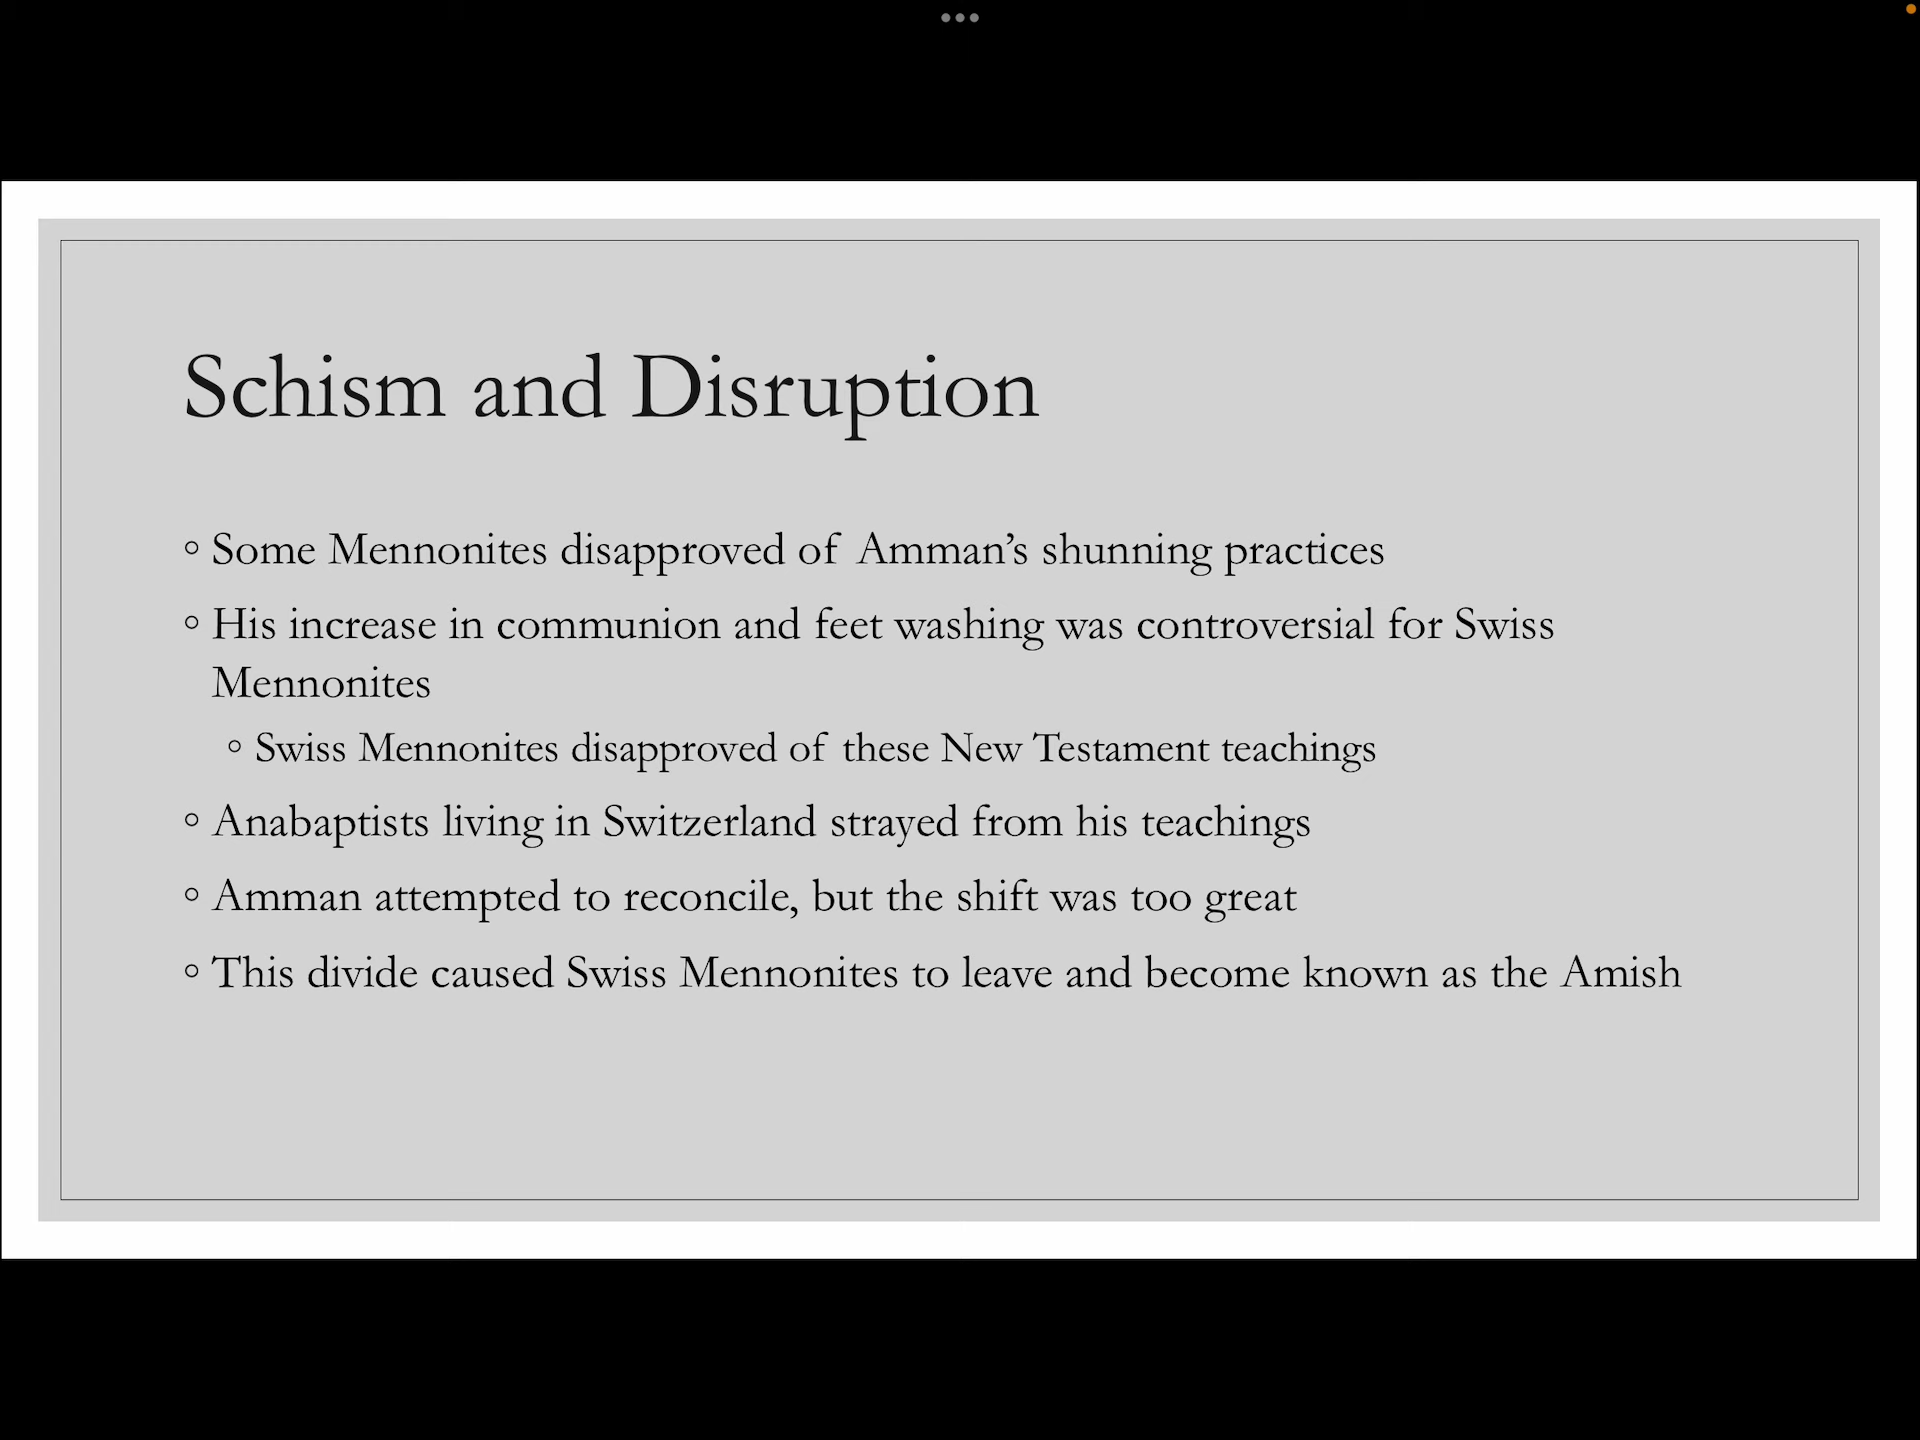 Schism and Disruption
◦ Some Mennonites disapproved of Amman’s shunning practices
◦ His increase in communion and feet washing was controversial for Swiss
Mennonites
◦ Swiss Mennonites disapproved of these New Testament teachings
◦ Anabaptists living in Switzerland strayed from his teachings
◦ Amman attempted to reconcile, but the shift was too great
◦ This divide caused Swiss Mennonites to leave and become known as the Amish